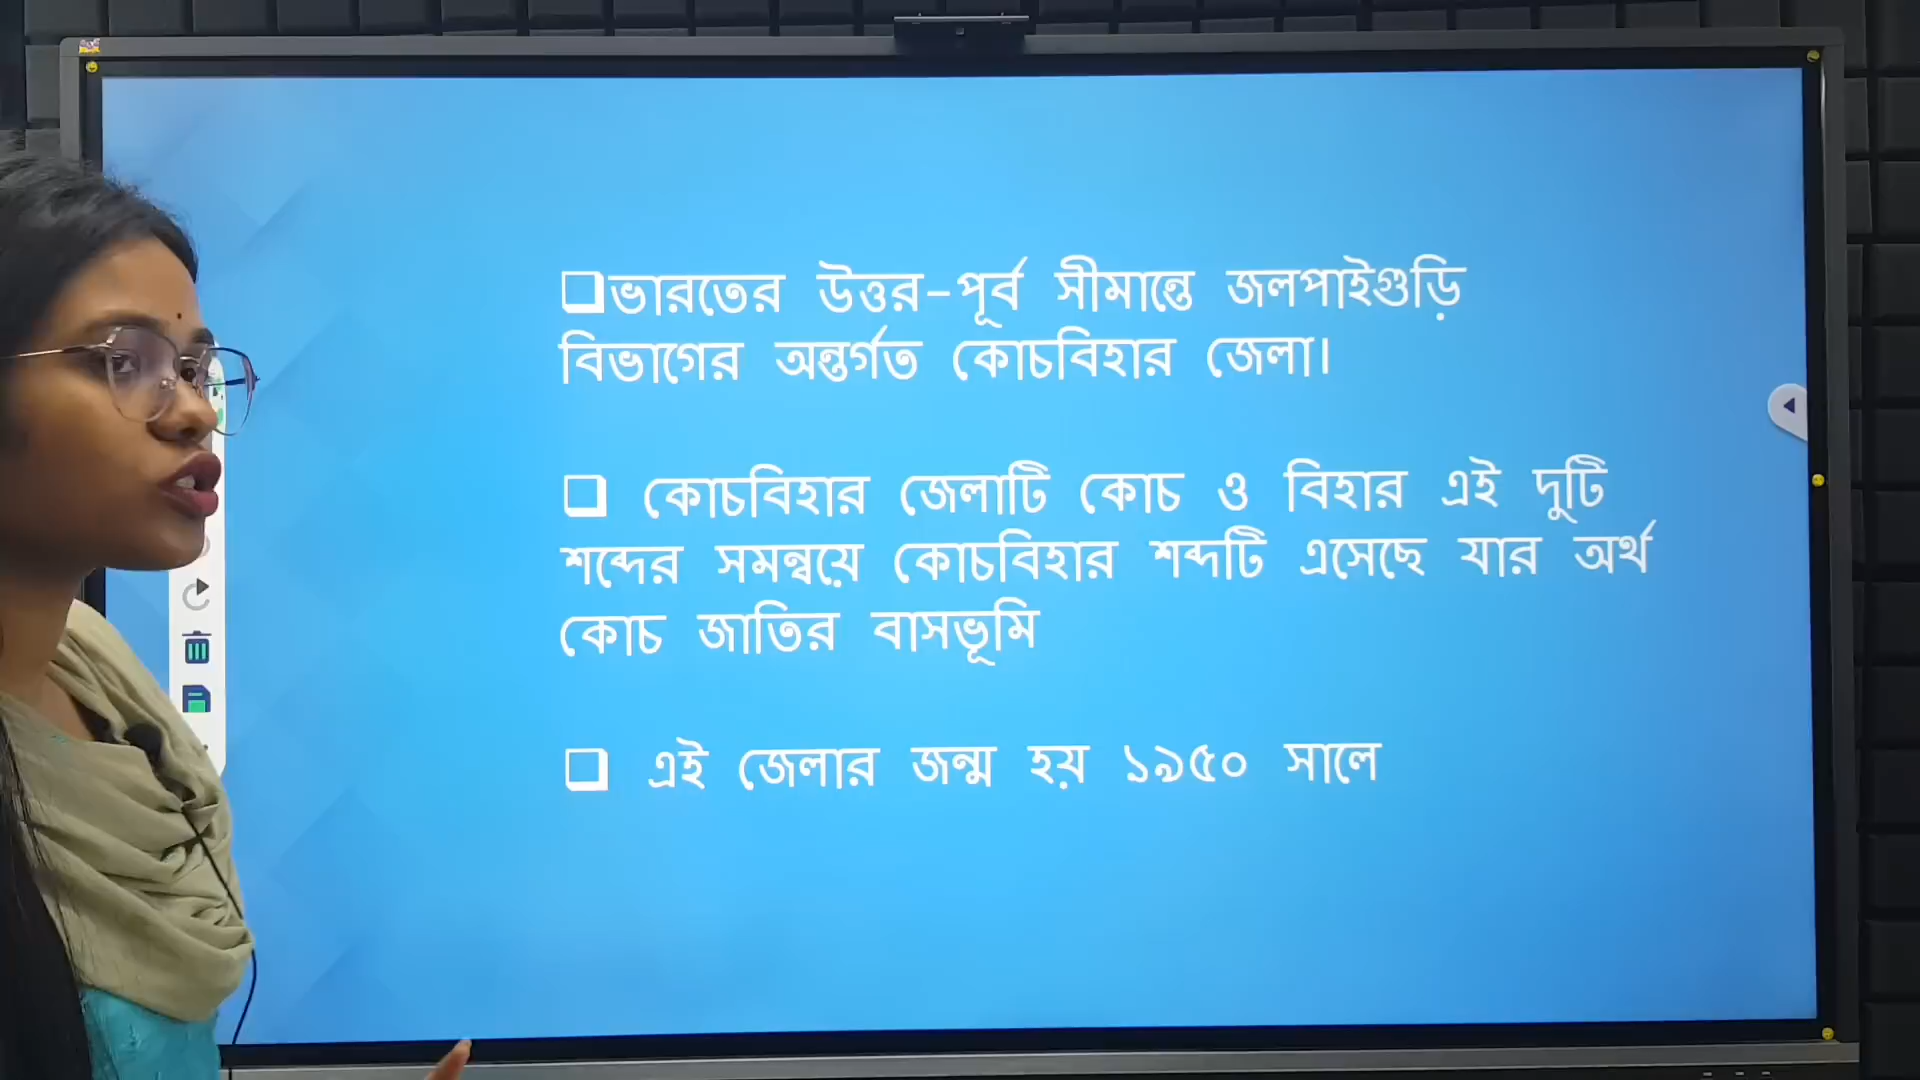 ❑ভারতের উত্তর-পূর্ব সীমান্তে জলপাইগুড়ি
বিভাগের অন্তর্গত কোচবিহার জেলা।
❑ কোচবিহার জেলাটি কোচ ও বিহার এই দুটি
শব্দের সমন্বয়ে কোচবিহার শব্দটি এসেছে যার অর্থ
কোচ জাতির বাসভূমি
❑ এই জেলার জন্ম হয় ১৯৫০ সালে